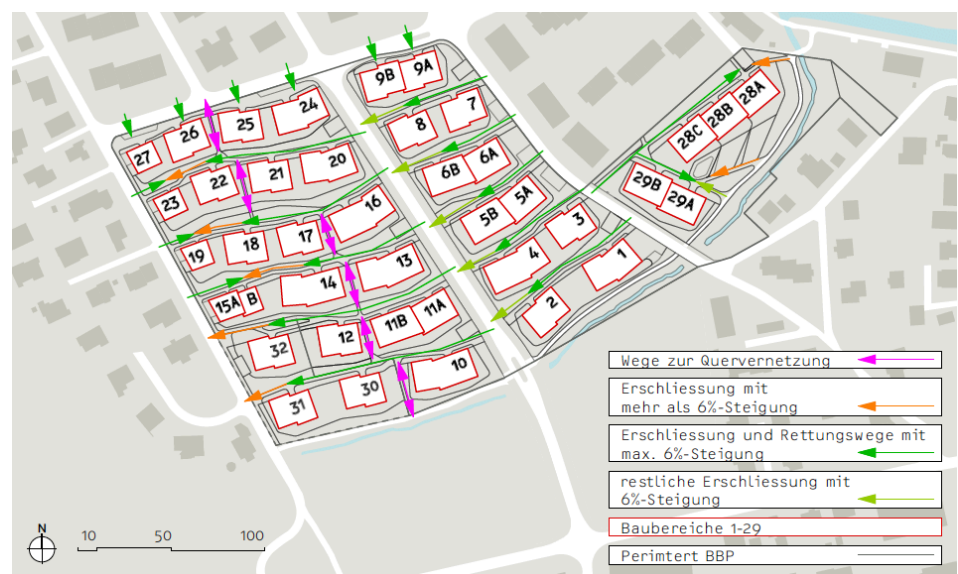 9B
9A
24
25
26
27
7
8
28A
28B
28C
20
21
22
23
6A
6B
29B
29A
5A
5B
16
17
18
19
3
4
1
13
14
15A
B
2
11A
11B
12
32
10
30
31
Wege zur Quervernetzung
Erschliessung mit
mehr als 6%-Steigung
Erschliessung und Rettungswege mit
max. 6%-Steigung
restliche Erschliessung mit
6%-Steigung
Baubereiche 1-29
Perimtert BBP
N
10
50
100